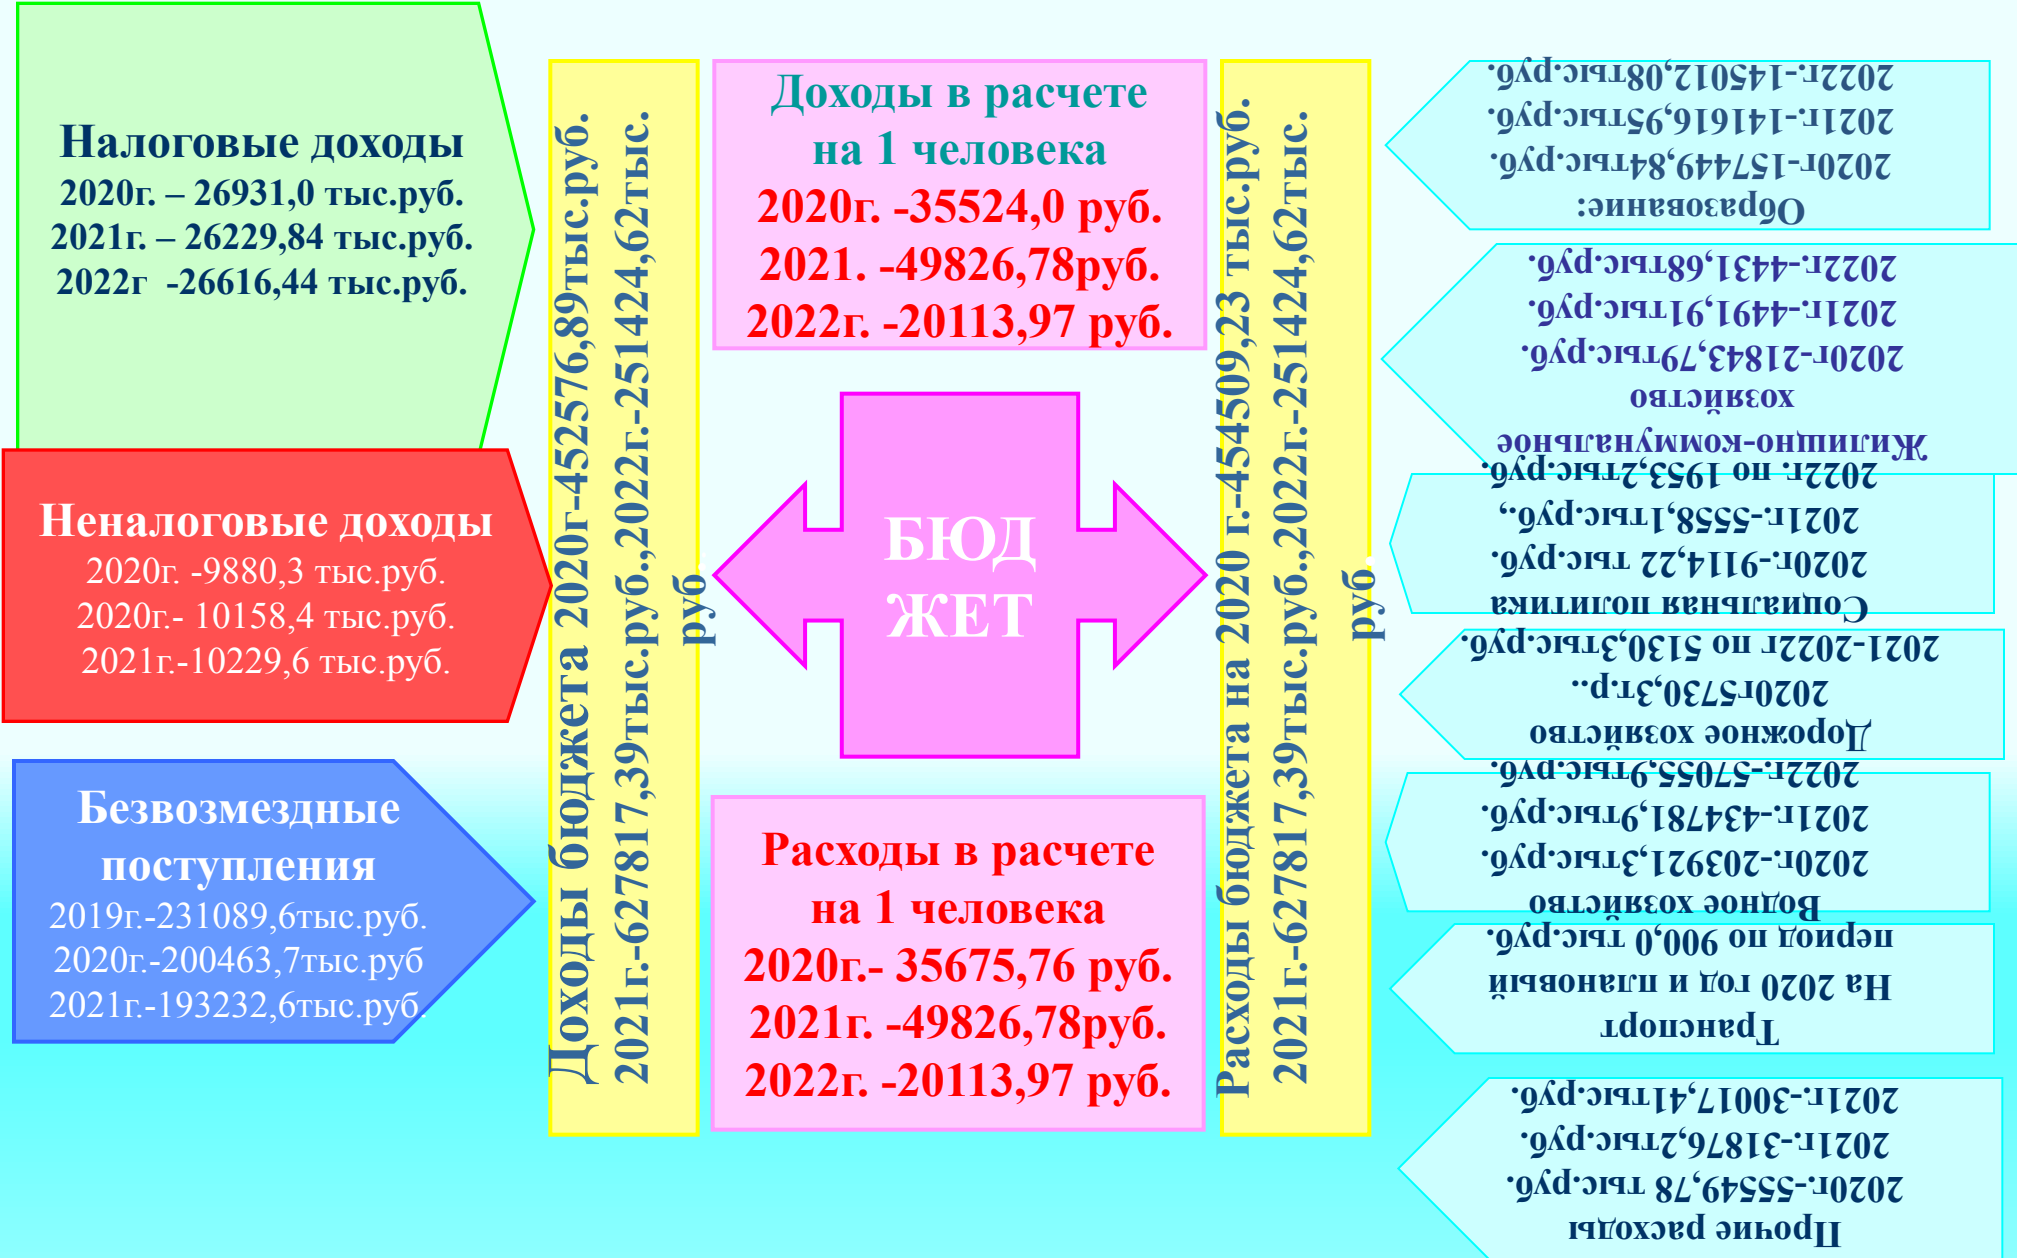 Налоговые доходы
2020г. – 26931,0 тыс.руб.
2021г. – 26229,84 тыс.руб.
2022г -26616,44 тыс.руб.
Неналоговые доходы
2020г. -9880,3 тыс.руб.
2020г.- 10158,4 тыс.руб.
2021г.-10229,6 тыс.руб.
Безвозмездные
поступления
2019г.-231089,6тыс.руб.
2020г.-200463,7тыс.руб
2021г.-193232,6тыс.руб.
Доходы бюджета 2020г-452576,89тыс.руб.
2021г.-627817,39тыс.руб.,2022г.-251424,62тыс.
руб.
Доходы в расчете
на 1 человека
2020г. -35524,0 руб.
2021. -49826,78руб.
2022г. -20113,97 руб.
БЮД
ЖЕТ
Расходы в расчете
на 1 человека
2020г.- 35675,76 руб.
2021г. -49826,78руб.
2022г. -20113,97 руб.
Расходы бюджета на 2020 г.-454509,23 тыс.руб.
2021г.-627817,39тыс.руб.,2022г.-251424,62тыс.
руб.
Образование:
2020г-157449,84тыс.руб.
2021г.-141616,95тыс.руб.
2022г.-145012,08тыс.руб.
Жилищно-коммунальное
хозяйство
2020г-21843,79тыс.руб.
2021г.-4491,91тыс.руб.
2022г.-4431,68тыс.руб.
Социальная политика
2020г.-9114,22 тыс.руб.
2021г.-5558,1тыс.руб.,
2022г. по 1953,2тыс.руб.
Дорожное хозяйство
2020г5730,3т.р..
2021-2022г по 5130,3тыс.руб.
Водное хозяйство
2020г.-203921,3тыс.руб.
2021г.-434781,9тыс.руб.
2022г.-57055,9тыс.руб.
Транспорт
На 2020 год и плановый
период по 900,0 тыс.руб.
Прочие расходы
2020г.-55549,78 тыс.руб.
2021г.-31876,2тыс.руб.
2021г.-30017,41тыс.руб.